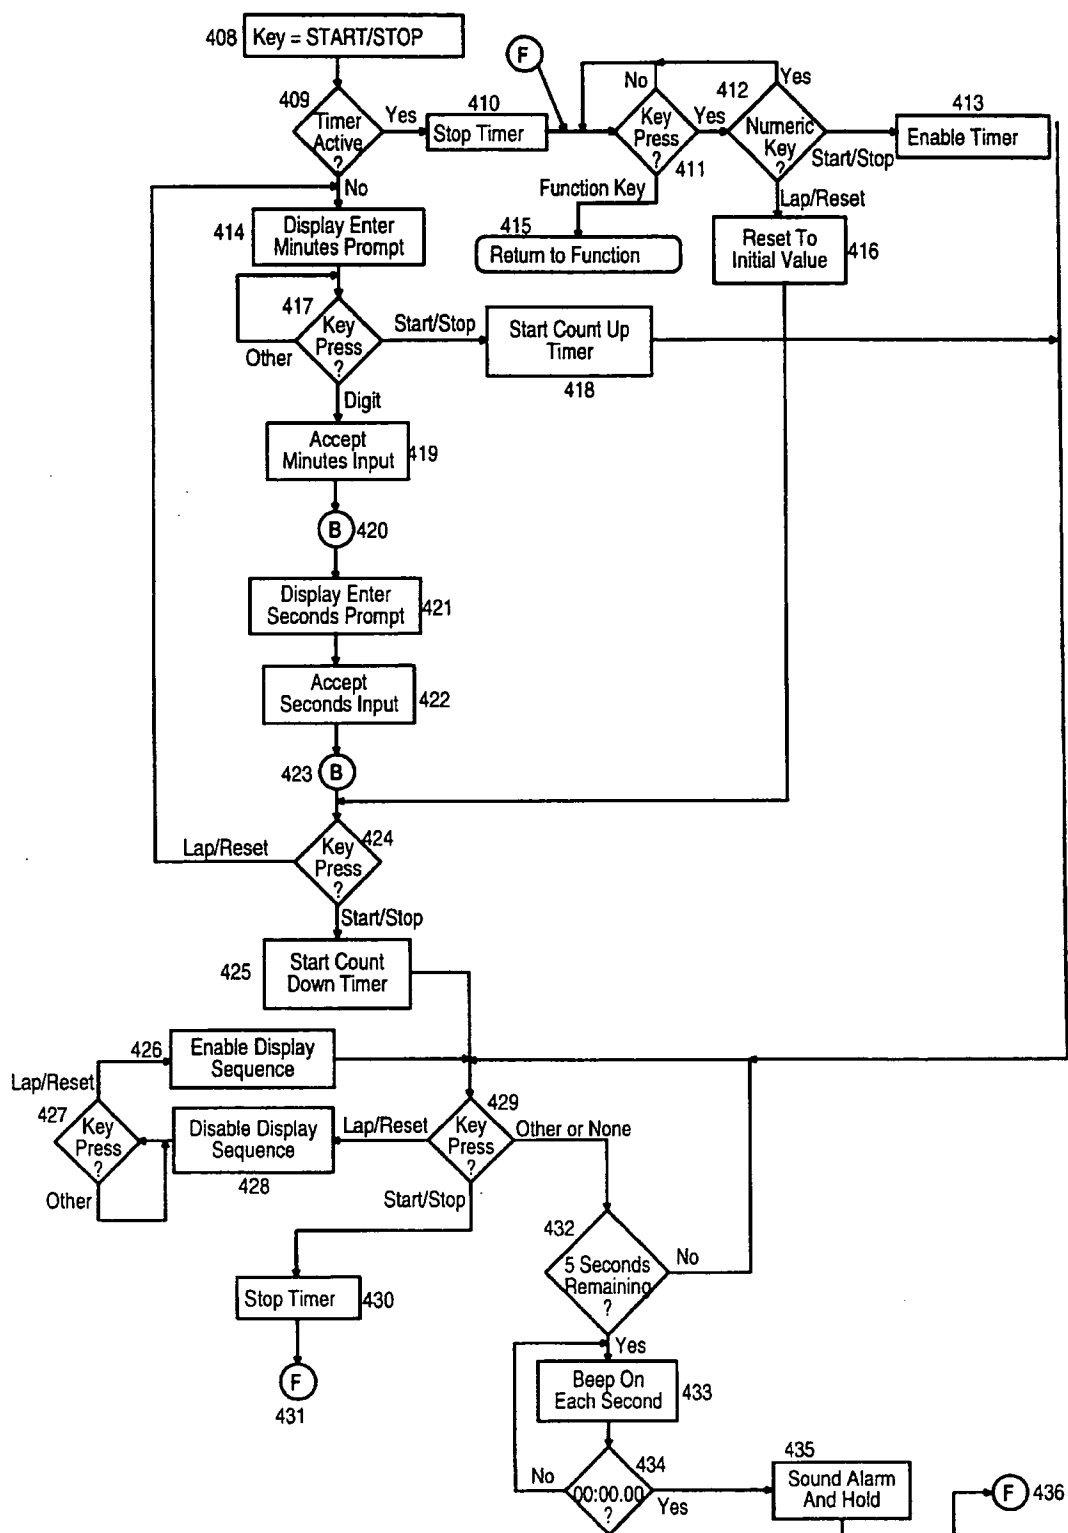 408 Key = START/STOP
F
409
Timer
Active
?
Yes
No
410
Stop Timer
No
Key
Press
?
411
Yes
Function Key
412
Yes
Numeric
Key
?
Start/Stop
Lap/Reset
413
Enable Timer
414
Display Enter
Minutes Prompt
415
Return to Function
Reset To
Initial Value
416
417
Key
Press
?
Other
Start/Stop
Digit
Start Count Up
Timer
418
Accept
Minutes Input
419
B 420
Display Enter
Seconds Prompt
421
Accept
Seconds Input
422
423 B
424
Key
Press
?
Lap/Reset
Start/Stop
425
Start Count
Down Timer
426
Enable Display
Sequence
Lap/Reset
427
Key
Press
?
Other
Disable Display
Sequence
428
Lap/Reset
429
Key
Press
?
Other or None
Start/Stop
Stop Timer 430
F
431
432
5 Seconds
Remaining
?
No
Yes
Beep On
Each Second
433
434
00:00.00
?
No
Yes
435
Sound Alarm
And Hold
F 436